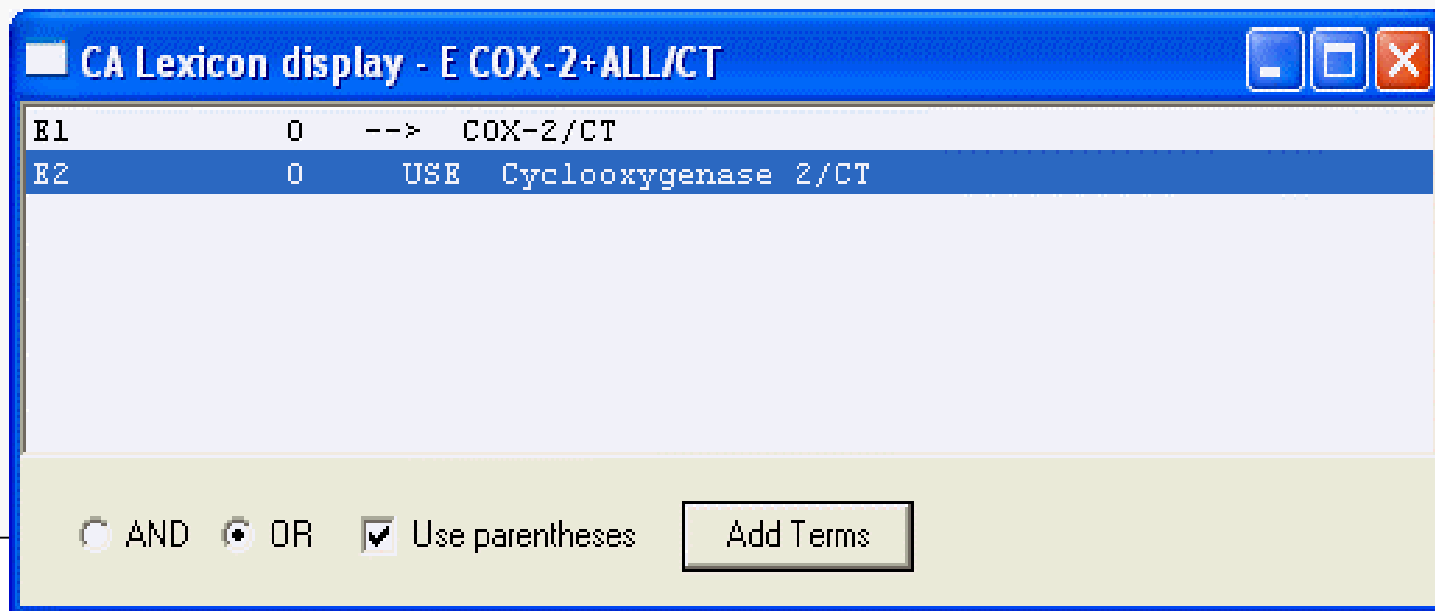 CA Lexicon display - E COX-2+ALL/CT
E1 0 --> COX-2/CT
E2 0 USE Cyclooxygenase 2/CT
AND OR Use parentheses Add Terms